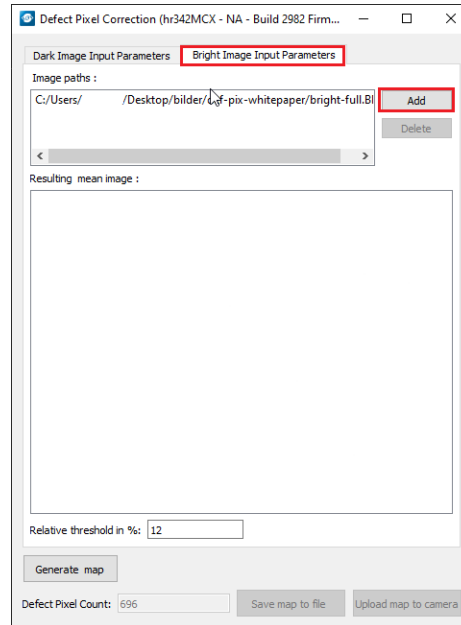 Defect Pixel Correction (hr342MCX - NA - Build 2982 Firm...
Dark Image Input Parameters Bright Image Input Parameters
Image paths :
C:/Users/ /Desktop/bilder/ -pix-whitepaper/bright-full.Bl
Add
Delete
Resulting mean image :
Relative threshold in %: 12
Generate map
Defect Pixel Count: 696 Save map to file Upload map to camera